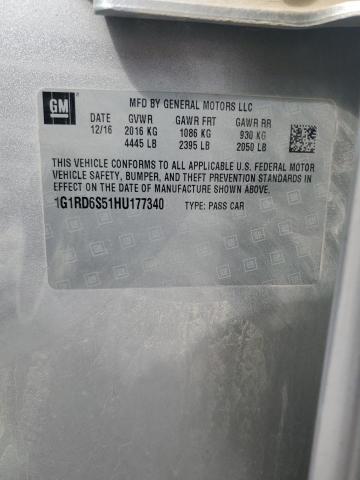 GM
MFD BY GENERAL MOTORS LLC
DATE GVWR GAWR FRT GAWR RR
12/16 2016 KG 1086 KG 930 KG
4445 LB 2395 LB 2050 LB
THIS VEHICLE CONFORMS TO ALL APPLICABLE U.S. FEDERAL MOTOR
VEHICLE SAFETY, BUMPER, AND THEFT PREVENTION STANDARDS IN
EFFECT ON THE DATE OF MANUFACTURE SHOWN ABOVE.
1G1RD6S51HU177340 TYPE: PASS CAR